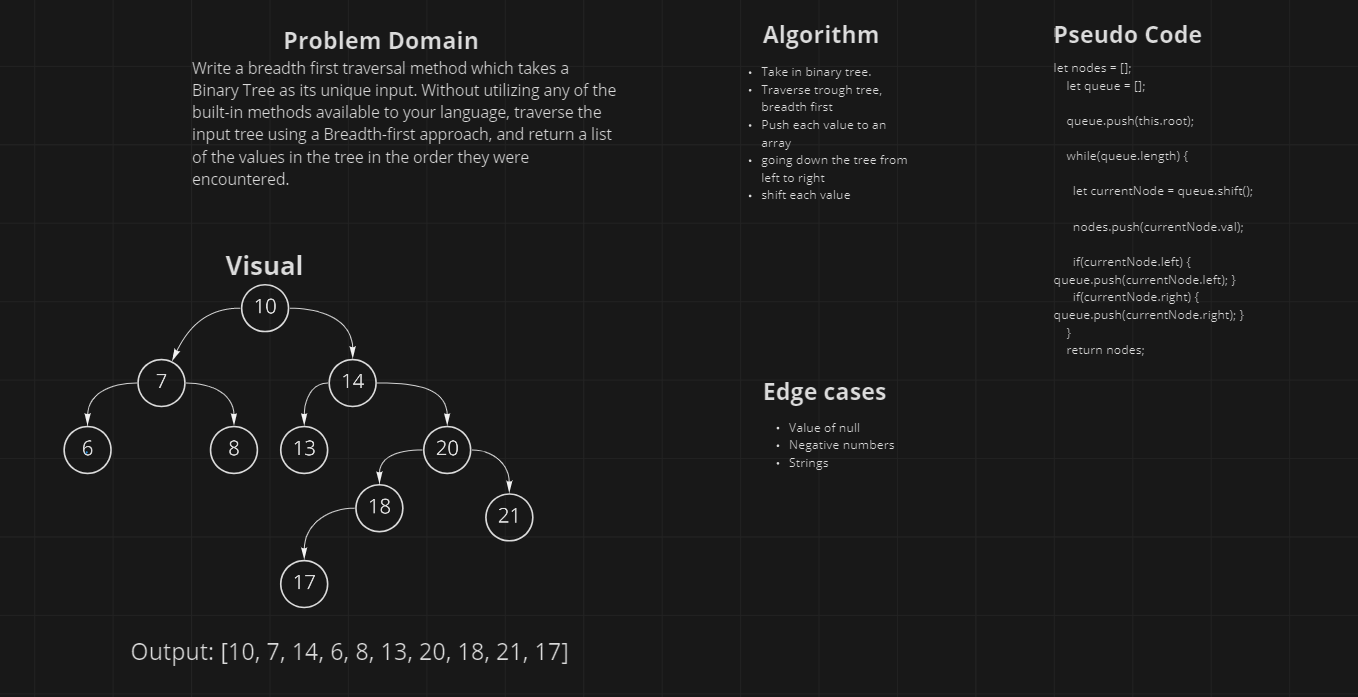 Problem Domain
Write a breadth first traversal method which takes a
Binary Tree as its unique input. Without utilizing any of the
built-in methods available to your language, traverse the
input tree using a Breadth-first approach, and return a list
of the values in the tree in the order they were
encountered.
Visual
10
7
14
6
8
13
20
18
21
17
Output: [10, 7, 14, 6, 8, 13, 20, 18, 21, 17]
Algorithm
• Take in binary tree.
• Traverse trough tree,
breadth first
• Push each value to an
array
• going down the tree from
left to right
• shift each value
Edge cases
• Value of null
• Negative numbers
• Strings
Pseudo Code
let nodes = [];
let queue = [];
queue.push(this.root);
while(queue.length) {
let currentNode = queue.shift();
nodes.push(currentNode.val);
if(currentNode.left) {
queue.push(currentNode.left); }
if(currentNode.right) {
queue.push(currentNode.right); }
}
return nodes;